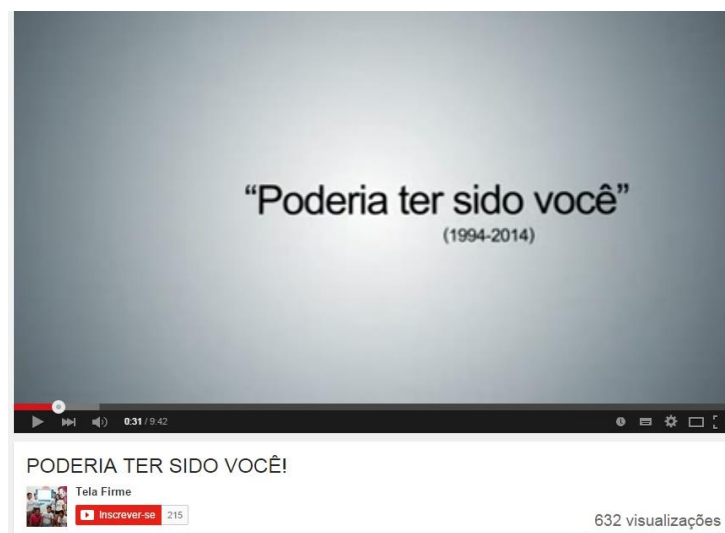 “Poderia ter sido você”
(1994-2014)
0:31 / 9:42
PODERIA TER SIDO VOCÊ!
Tela Firme
Inscrever-se 215
632 visualizações